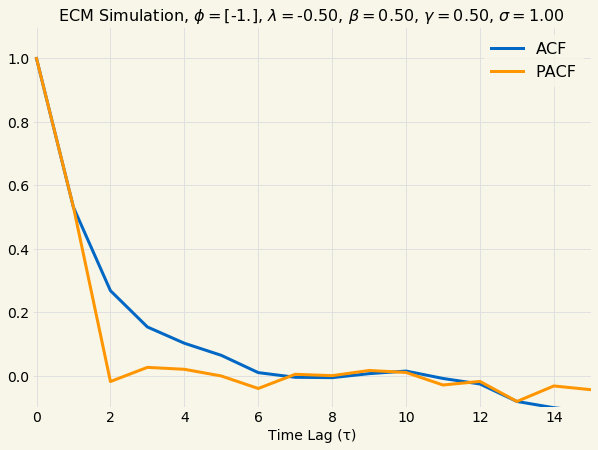 ECM Simulation, ϕ = [-1.], λ = -0.50, β = 0.50, γ = 0.50, σ = 1.00
ACF
PACF
1.0
0.8
0.6
0.4
0.2
0.0
0 2 4 6 8 10 12 14
Time Lag (τ)